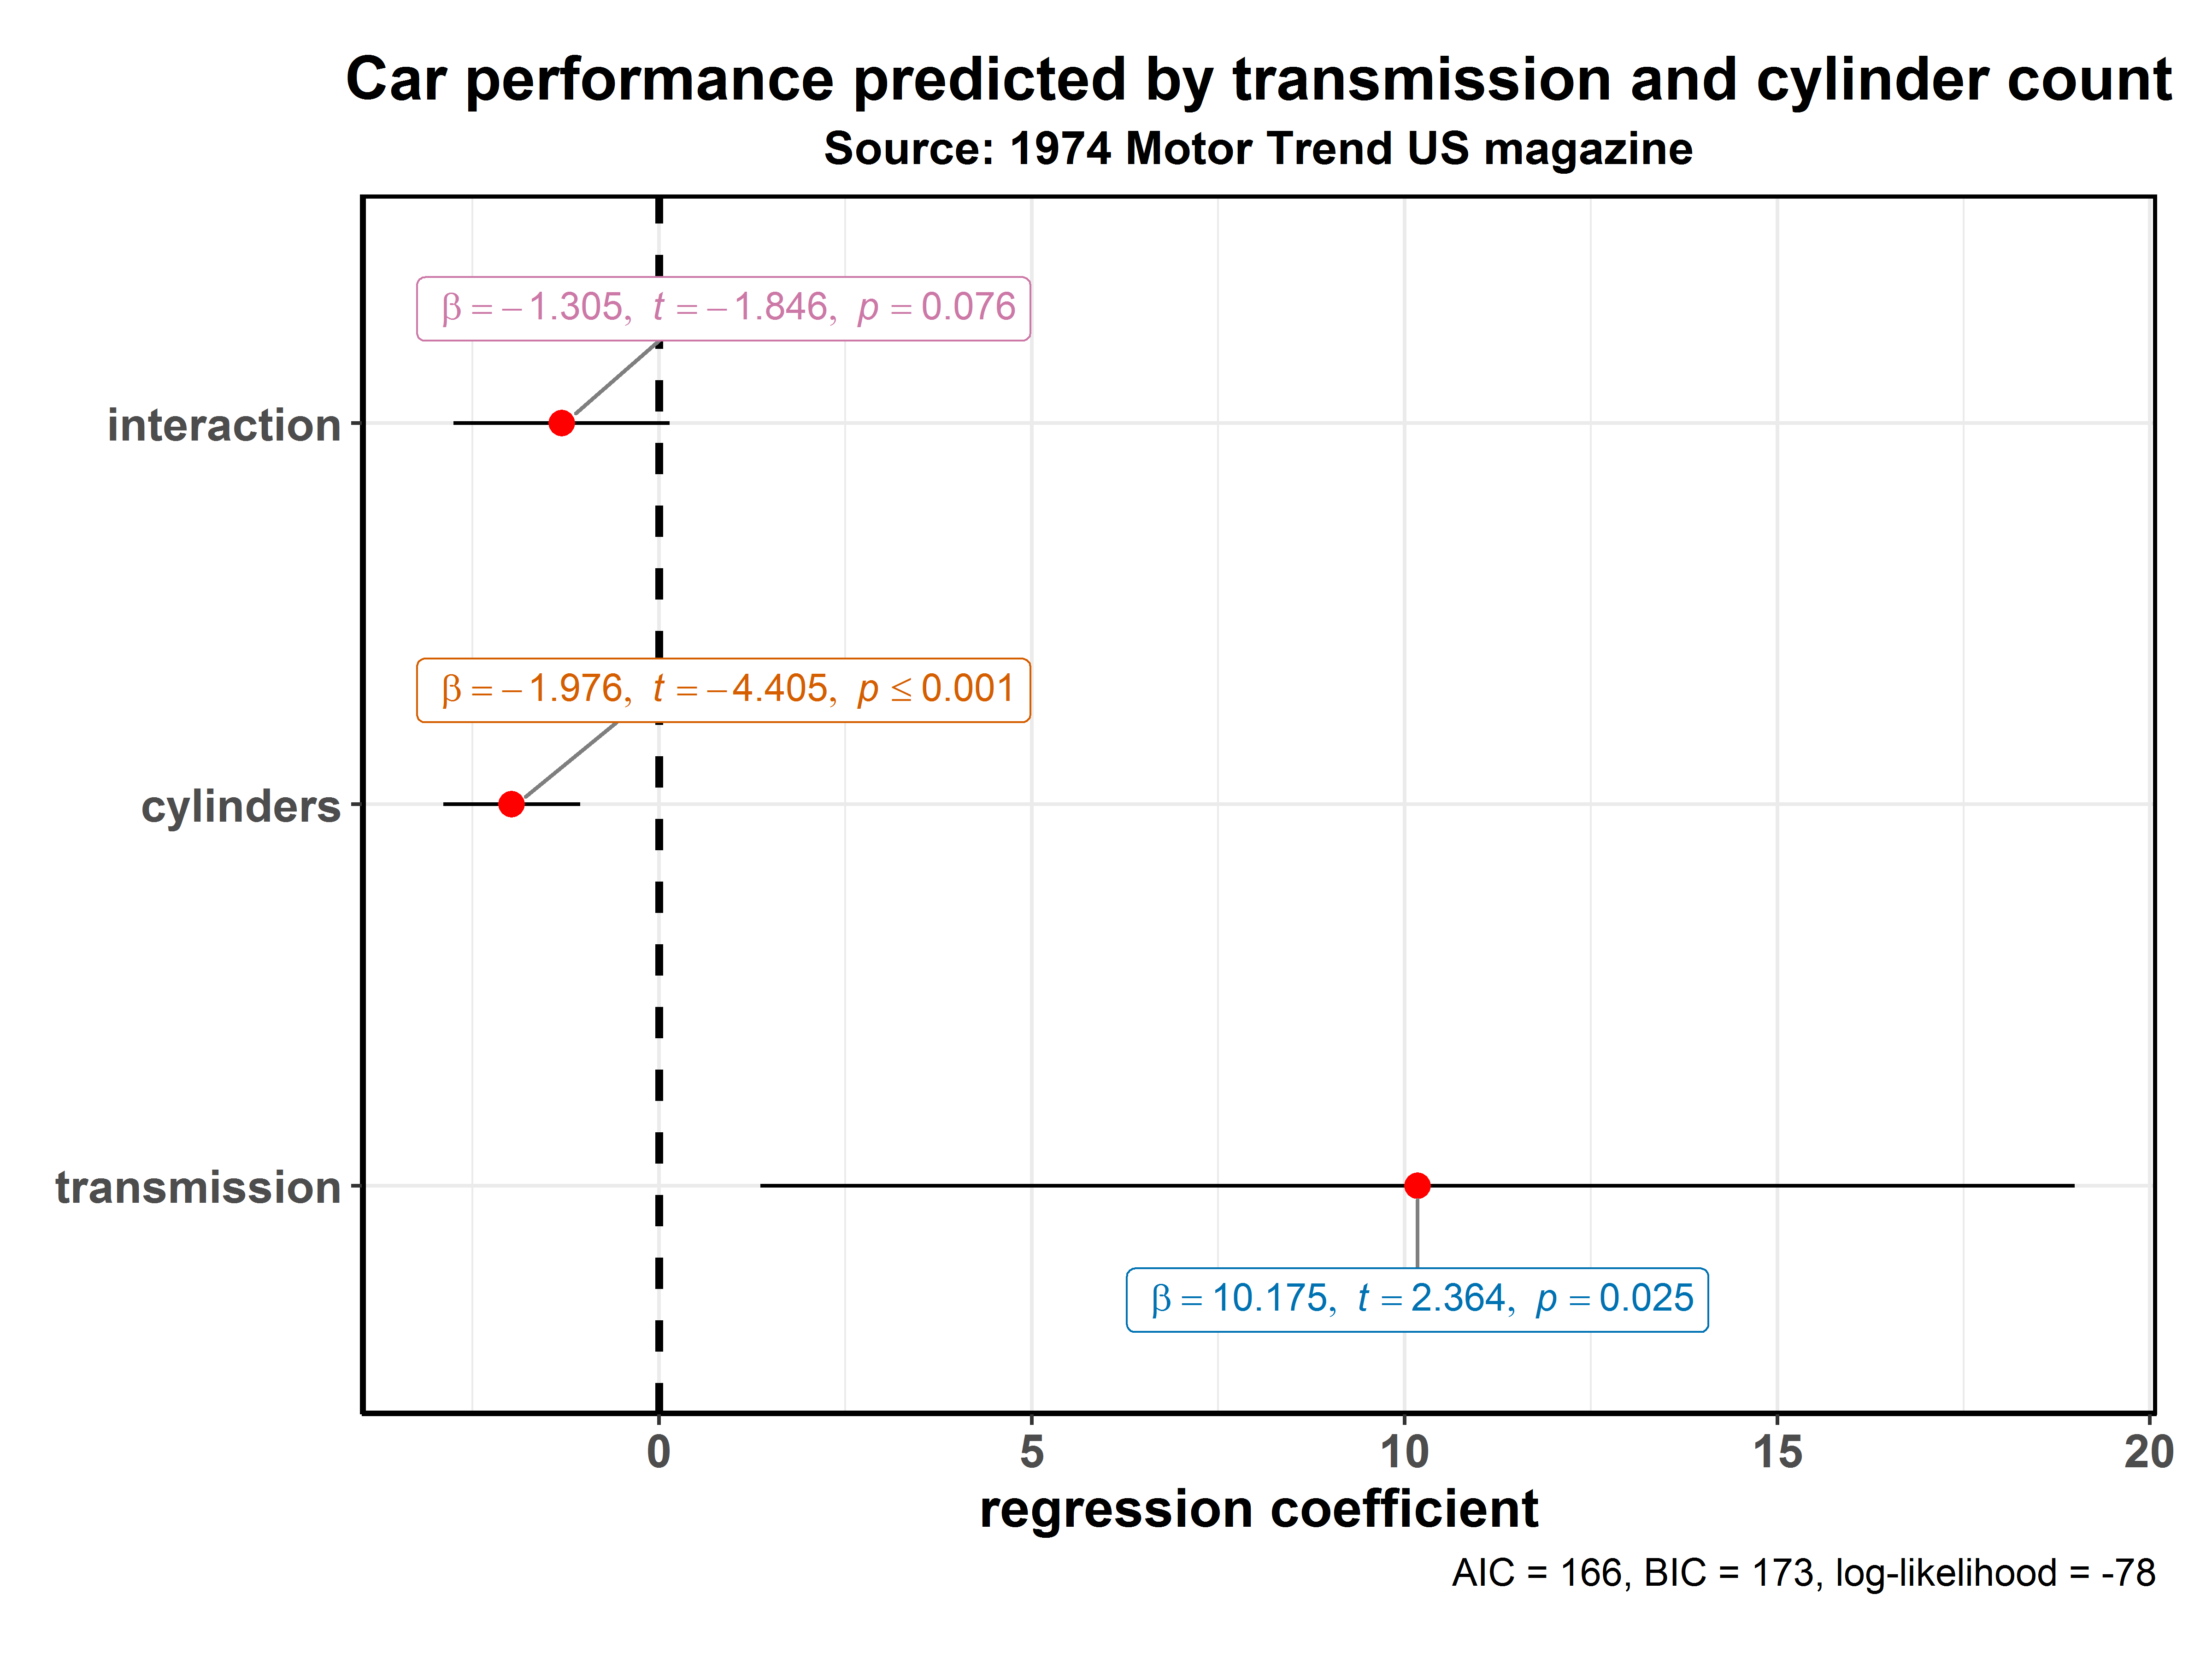 Car performance predicted by transmission and cylinder count
Source: 1974 Motor Trend US magazine
β = −1.305, t = −1.846, p = 0.076
interaction
β = −1.976, t = −4.405, p ≤ 0.001
cylinders
transmission
β = 10.175, t = 2.364, p = 0.025
0 5 10 15 20
regression coefficient
AIC = 166, BIC = 173, log-likelihood = -78